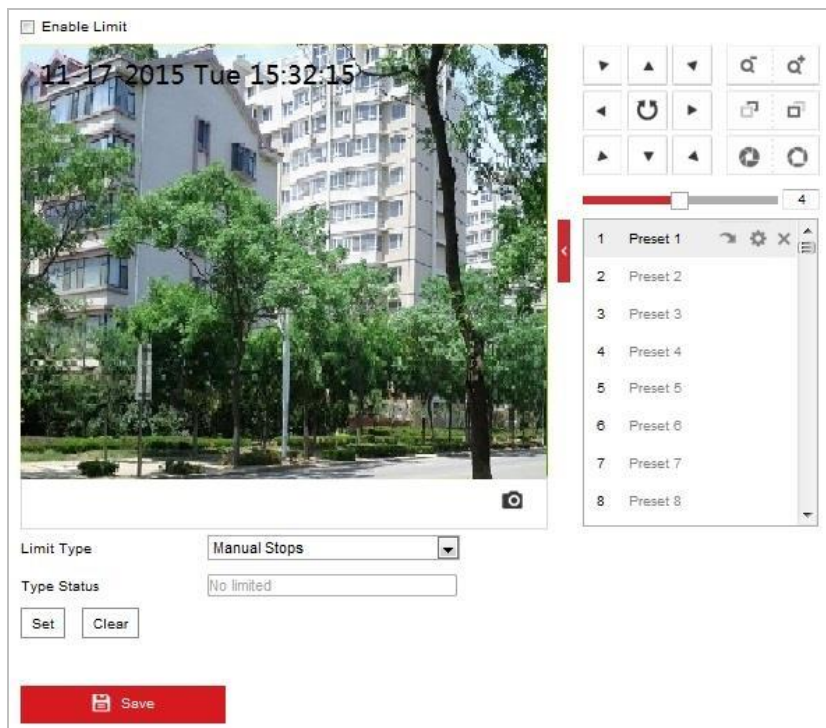 Enable Limit
11-17-2015 Tue 15:32:15
4
1 Preset 1
2 Preset 2
3 Preset 3
4 Preset 4
5 Preset 5
6 Preset 6
7 Preset 7
8 Preset 8
Limit Type Manual Stops
Type Status No limited
Set Clear
Save